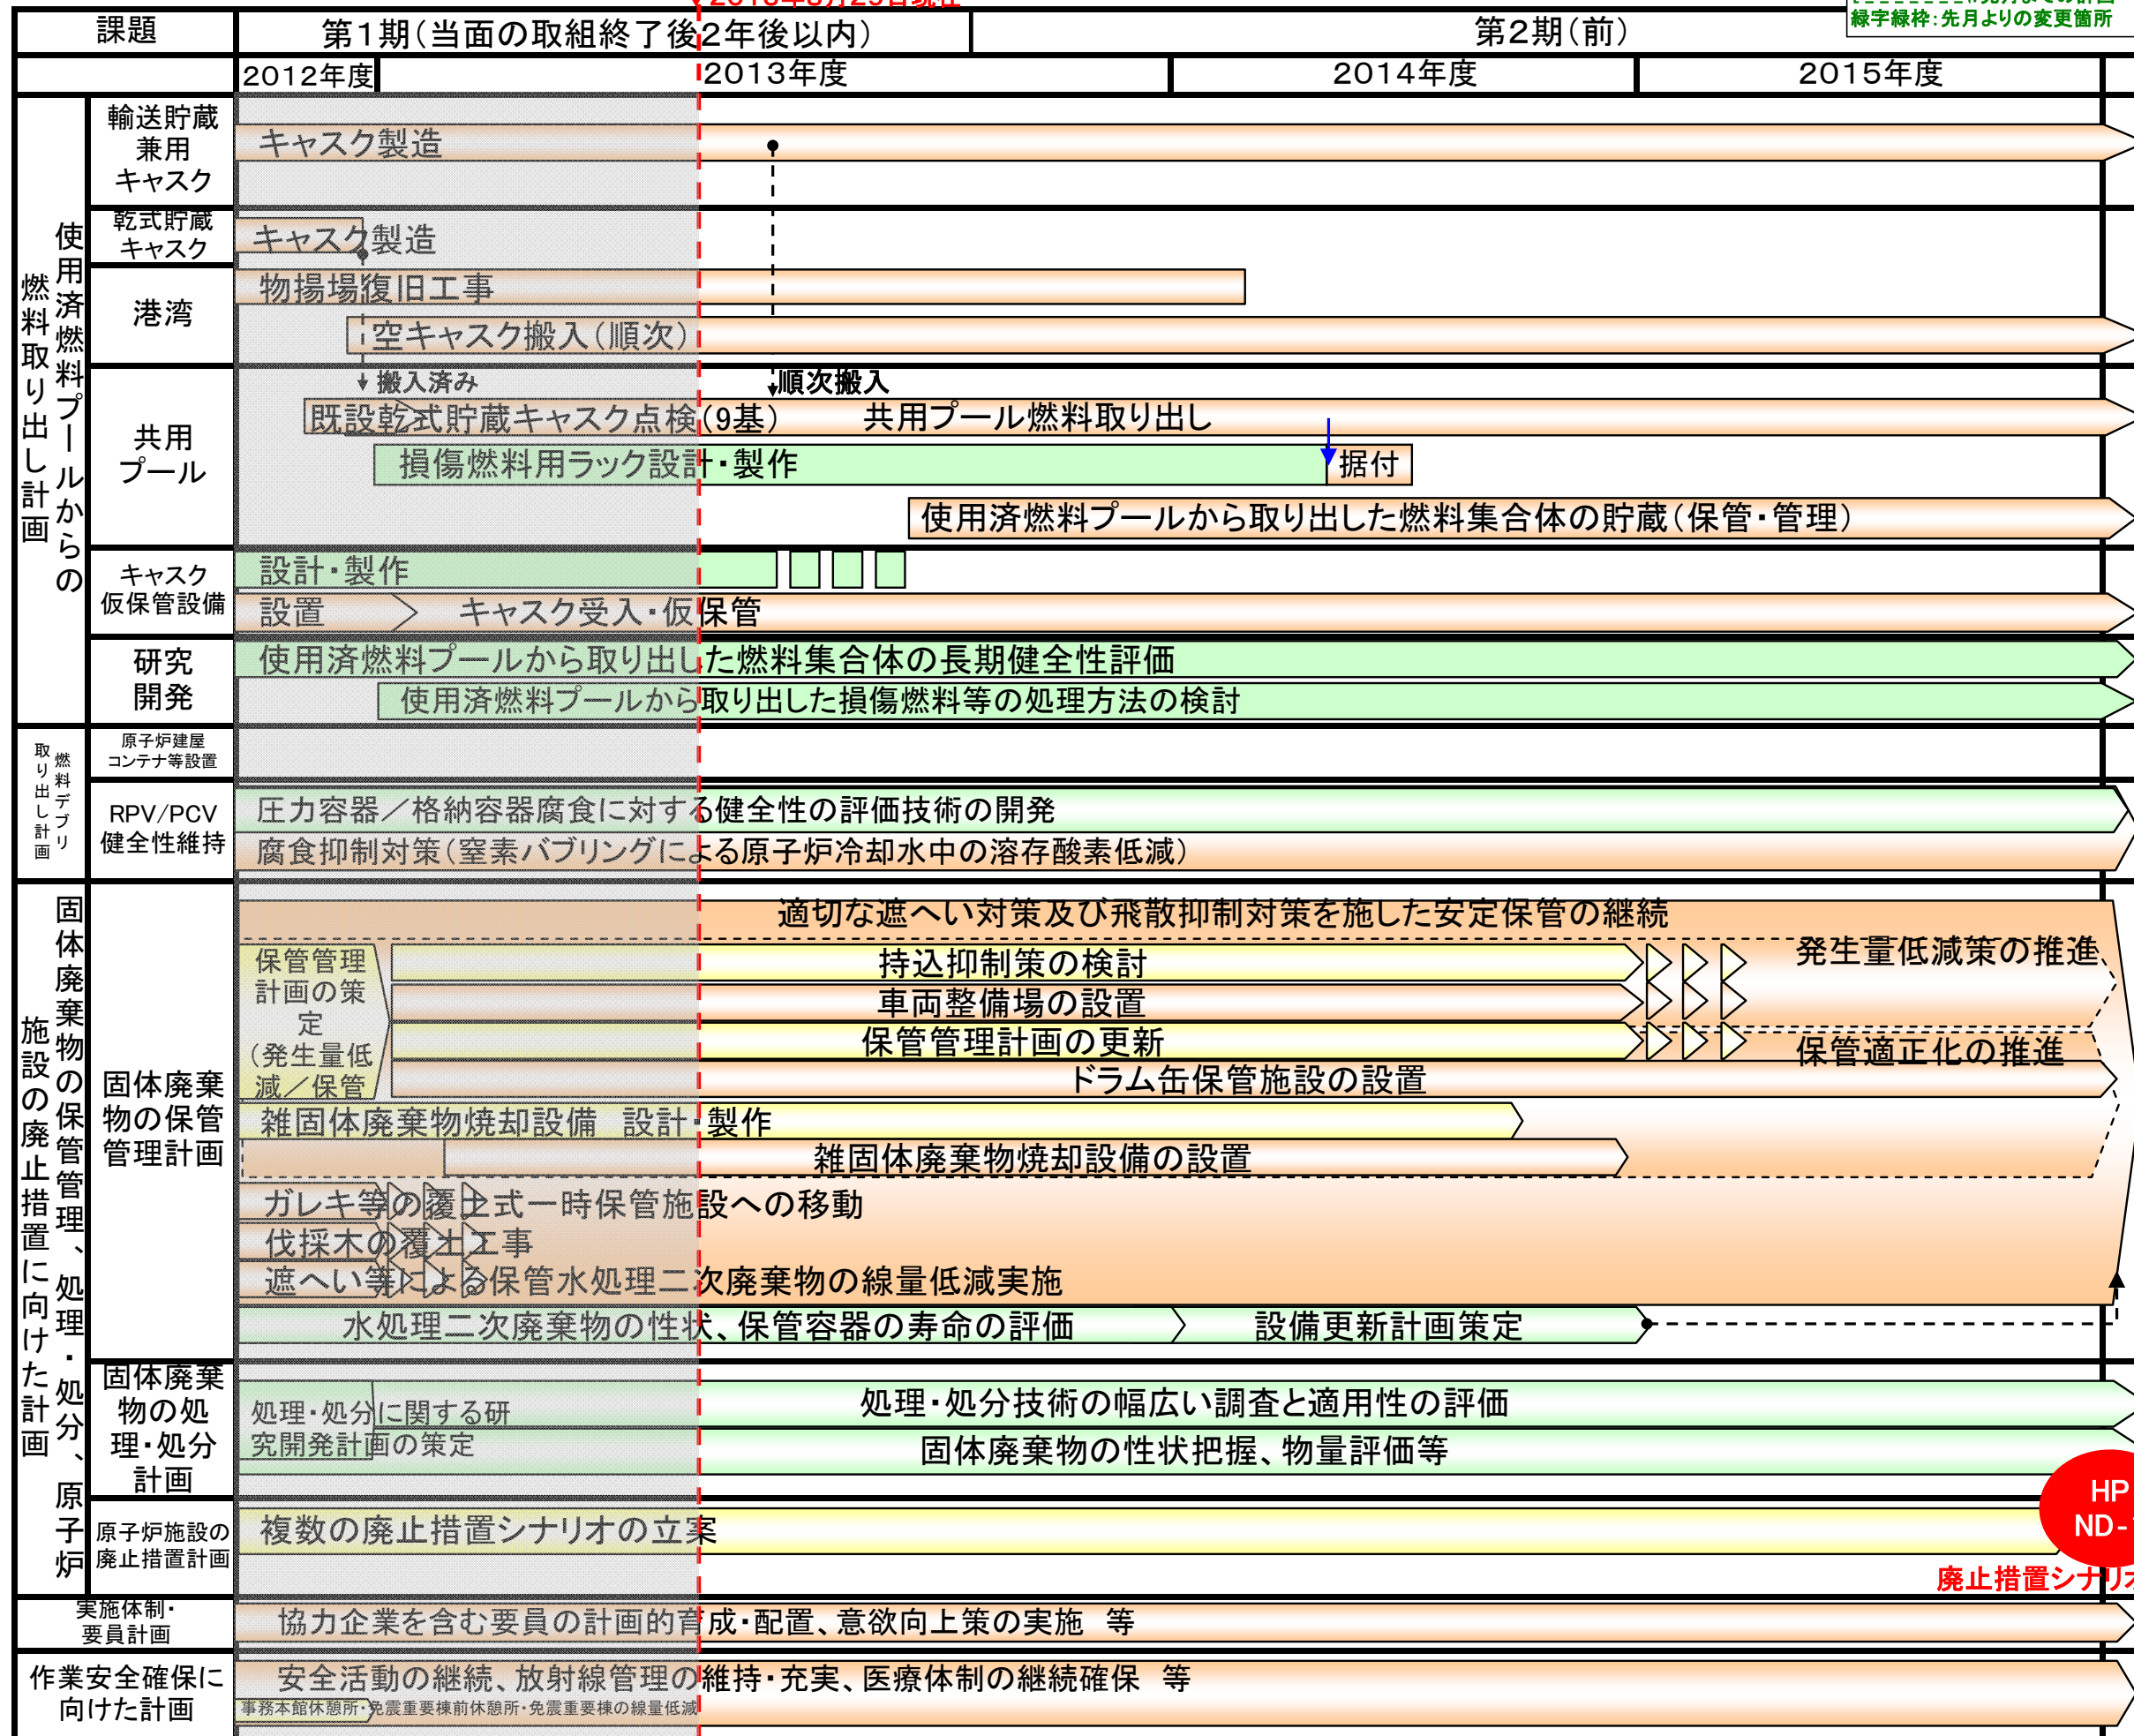 緑字緑枠：先月よりの変更箇所
課題
第1期（当面の取組終了後2年後以内）
第2期（前）
2012年度
2013年度
2014年度
2015年度
使用済燃料プールからの
燃料取り出し計画
輸送貯蔵
兼用
キャスク
キャスク製造
乾式貯蔵
キャスク
キャスク製造
港湾
物揚場復旧工事
空キャスク搬入（順次）
共用
プール
搬入済み
順次搬入
既設乾式貯蔵キャスク点検（9基）
共用プール燃料取り出し
損傷燃料用ラック設計・製作
据付
使用済燃料プールから取り出した燃料集合体の貯蔵（保管・管理）
キャスク
仮保管設備
設計・製作
設置
キャスク受入・仮保管
研究
開発
使用済燃料プールから取り出した燃料集合体の長期健全性評価
使用済燃料プールから取り出した損傷燃料等の処理方法の検討
燃料デブリ
取り出し計画
原子炉建屋
コンテナ等設置
RPV/PCV
健全性維持
圧力容器／格納容器腐食に対する健全性の評価技術の開発
腐食抑制対策（窒素バブリングによる原子炉冷却水中の溶存酸素低減）
固体廃棄物の保管管理、処理・処分、原子炉
施設の廃止措置に向けた計画
固体廃棄
物の保管
管理計画
適切な遮へい対策及び飛散抑制対策を施した安定保管の継続
保管管理
計画の策
定
（発生量低
減／保管
持込抑制策の検討
発生量低減策の推進
車両整備場の設置
保管管理計画の更新
保管適正化の推進
ドラム缶保管施設の設置
雑固体廃棄物焼却設備　設計・製作
雑固体廃棄物焼却設備の設置
ガレキ等の覆土式一時保管施設への移動
伐採木の覆土工事
遮へい等による保管水処理二次廃棄物の線量低減実施
水処理二次廃棄物の性状、保管容器の寿命の評価
設備更新計画策定
固体廃棄
物の処
理・処分
計画
処理・処分に関する研
究開発計画の策定
処理・処分技術の幅広い調査と適用性の評価
固体廃棄物の性状把握、物量評価等
原子炉施設の
廃止措置計画
複数の廃止措置シナリオの立案
HP
ND-
廃止措置シナリオ
実施体制・
要員計画
協力企業を含む要員の計画的育成・配置、意欲向上策の実施　等
作業安全確保に
向けた計画
安全活動の継続、放射線管理の維持・充実、医療体制の継続確保　等
事務本館休憩所・免震重要棟前休憩所・免震重要棟の線量低減